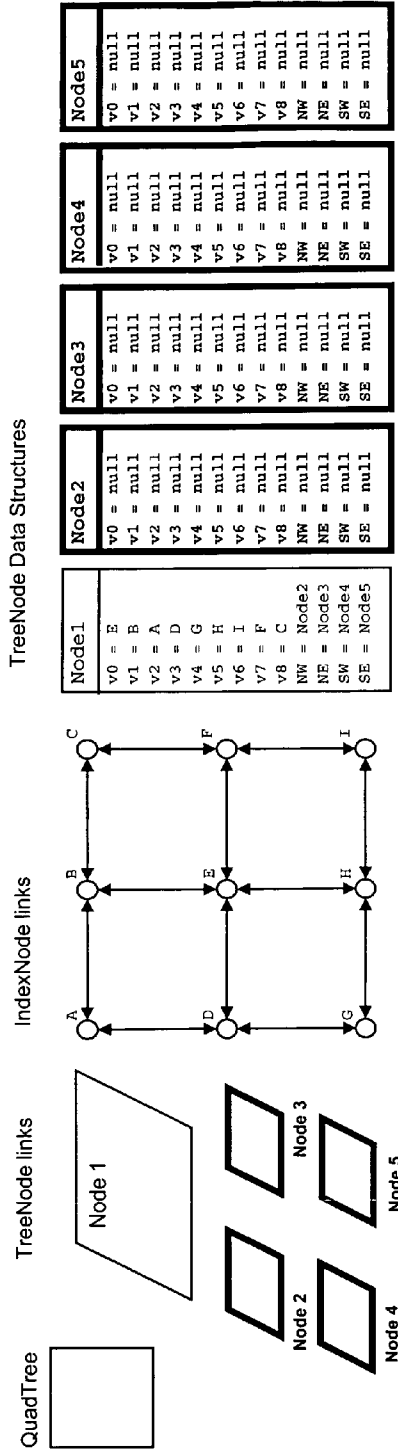 QuadTree
TreeNode links
Node 1
Node 2
Node 3
Node 4
Node 5
IndexNode links
A
B
C
D
E
F
G
H
I
TreeNode Data Structures
Node1
v0 = E
v1 = B
v2 = A
v3 = D
v4 = G
v5 = H
v6 = I
v7 = F
v8 = C
NW = Node2
NE = Node3
SW = Node4
SE = Node5
Node2
v0 = null
v1 = null
v2 = null
v3 = null
v4 = null
v5 = null
v6 = null
v7 = null
v8 = null
NW = null
NE = null
SW = null
SE = null
Node3
v0 = null
v1 = null
v2 = null
v3 = null
v4 = null
v5 = null
v6 = null
v7 = null
v8 = null
NW = null
NE = null
SW = null
SE = null
Node4
v0 = null
v1 = null
v2 = null
v3 = null
v4 = null
v5 = null
v6 = null
v7 = null
v8 = null
NW = null
NE = null
SW = null
SE = null
Node5
v0 = null
v1 = null
v2 = null
v3 = null
v4 = null
v5 = null
v6 = null
v7 = null
v8 = null
NW = null
NE = null
SW = null
SE = null